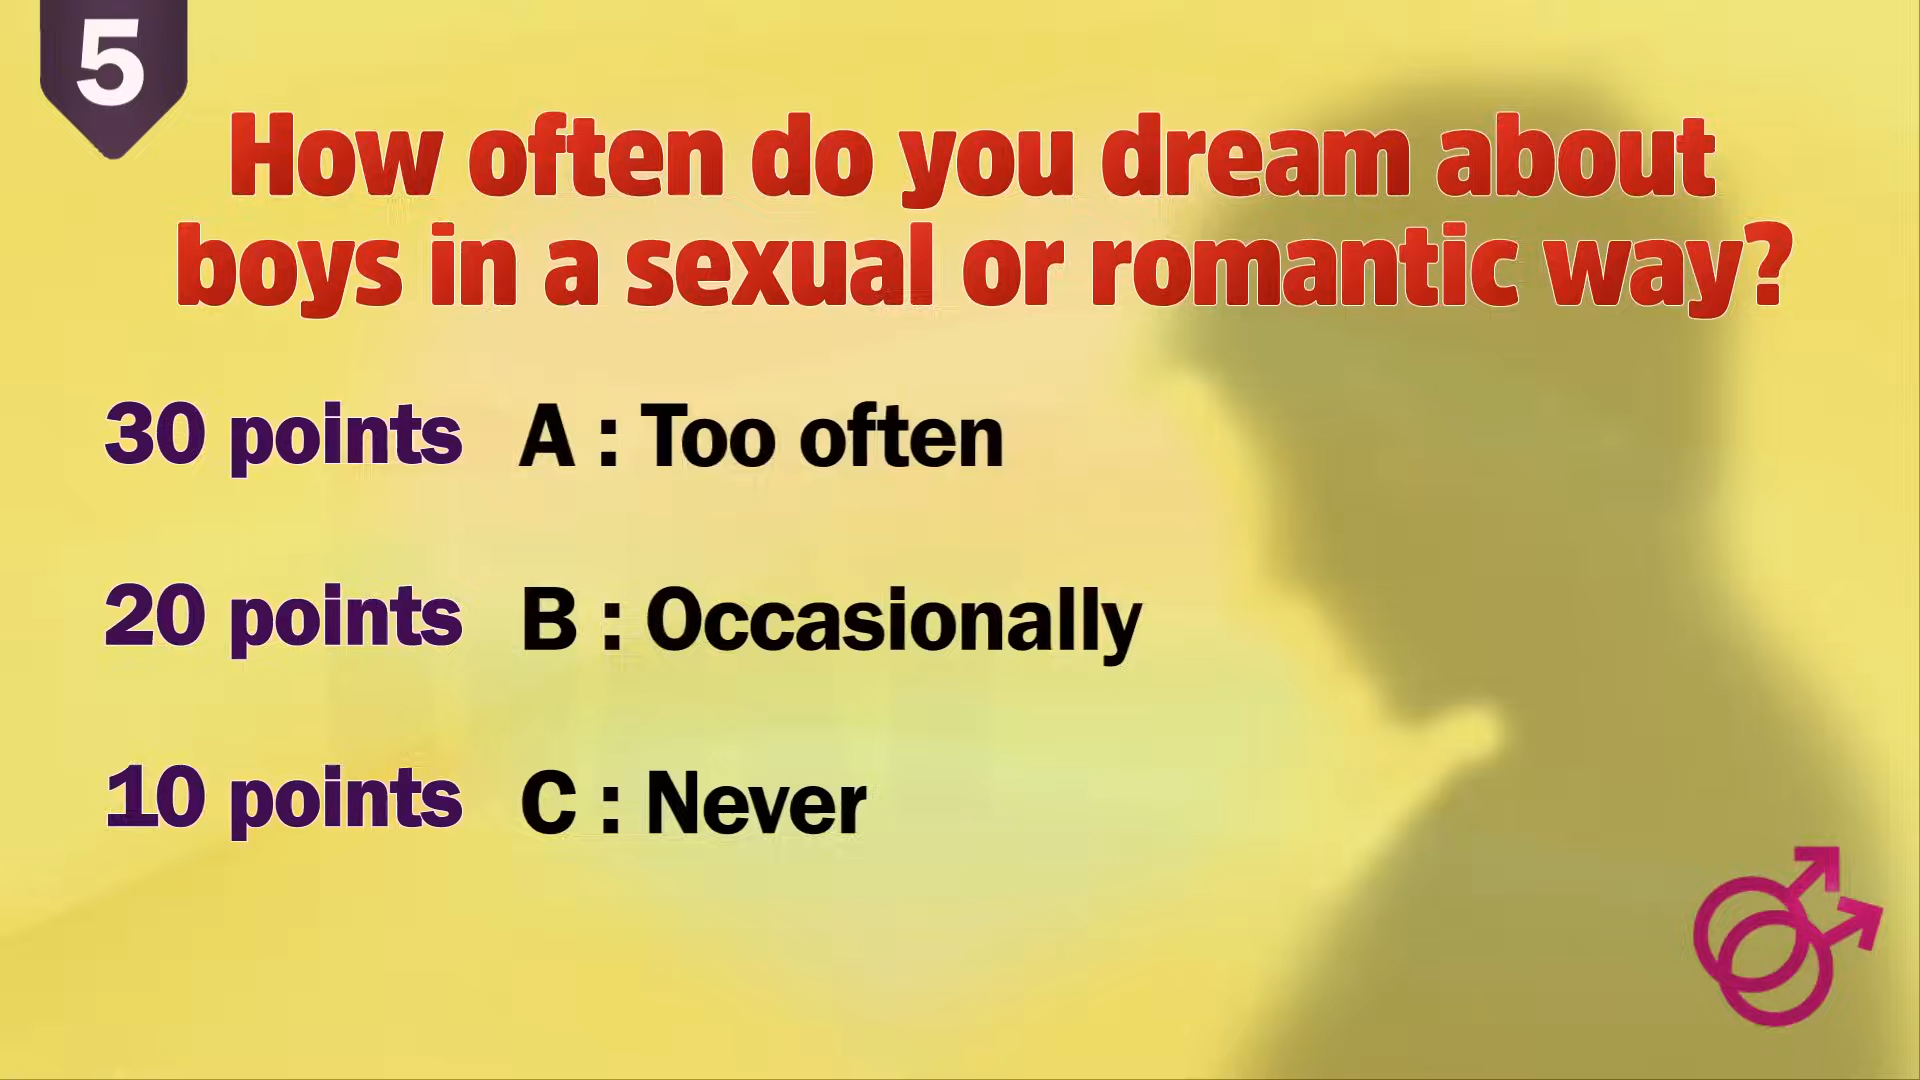 5
How often do you dream about
boys in a sexual or romantic way?
30 points A : Too often
20 points B : Occasionally
10 points C : Never